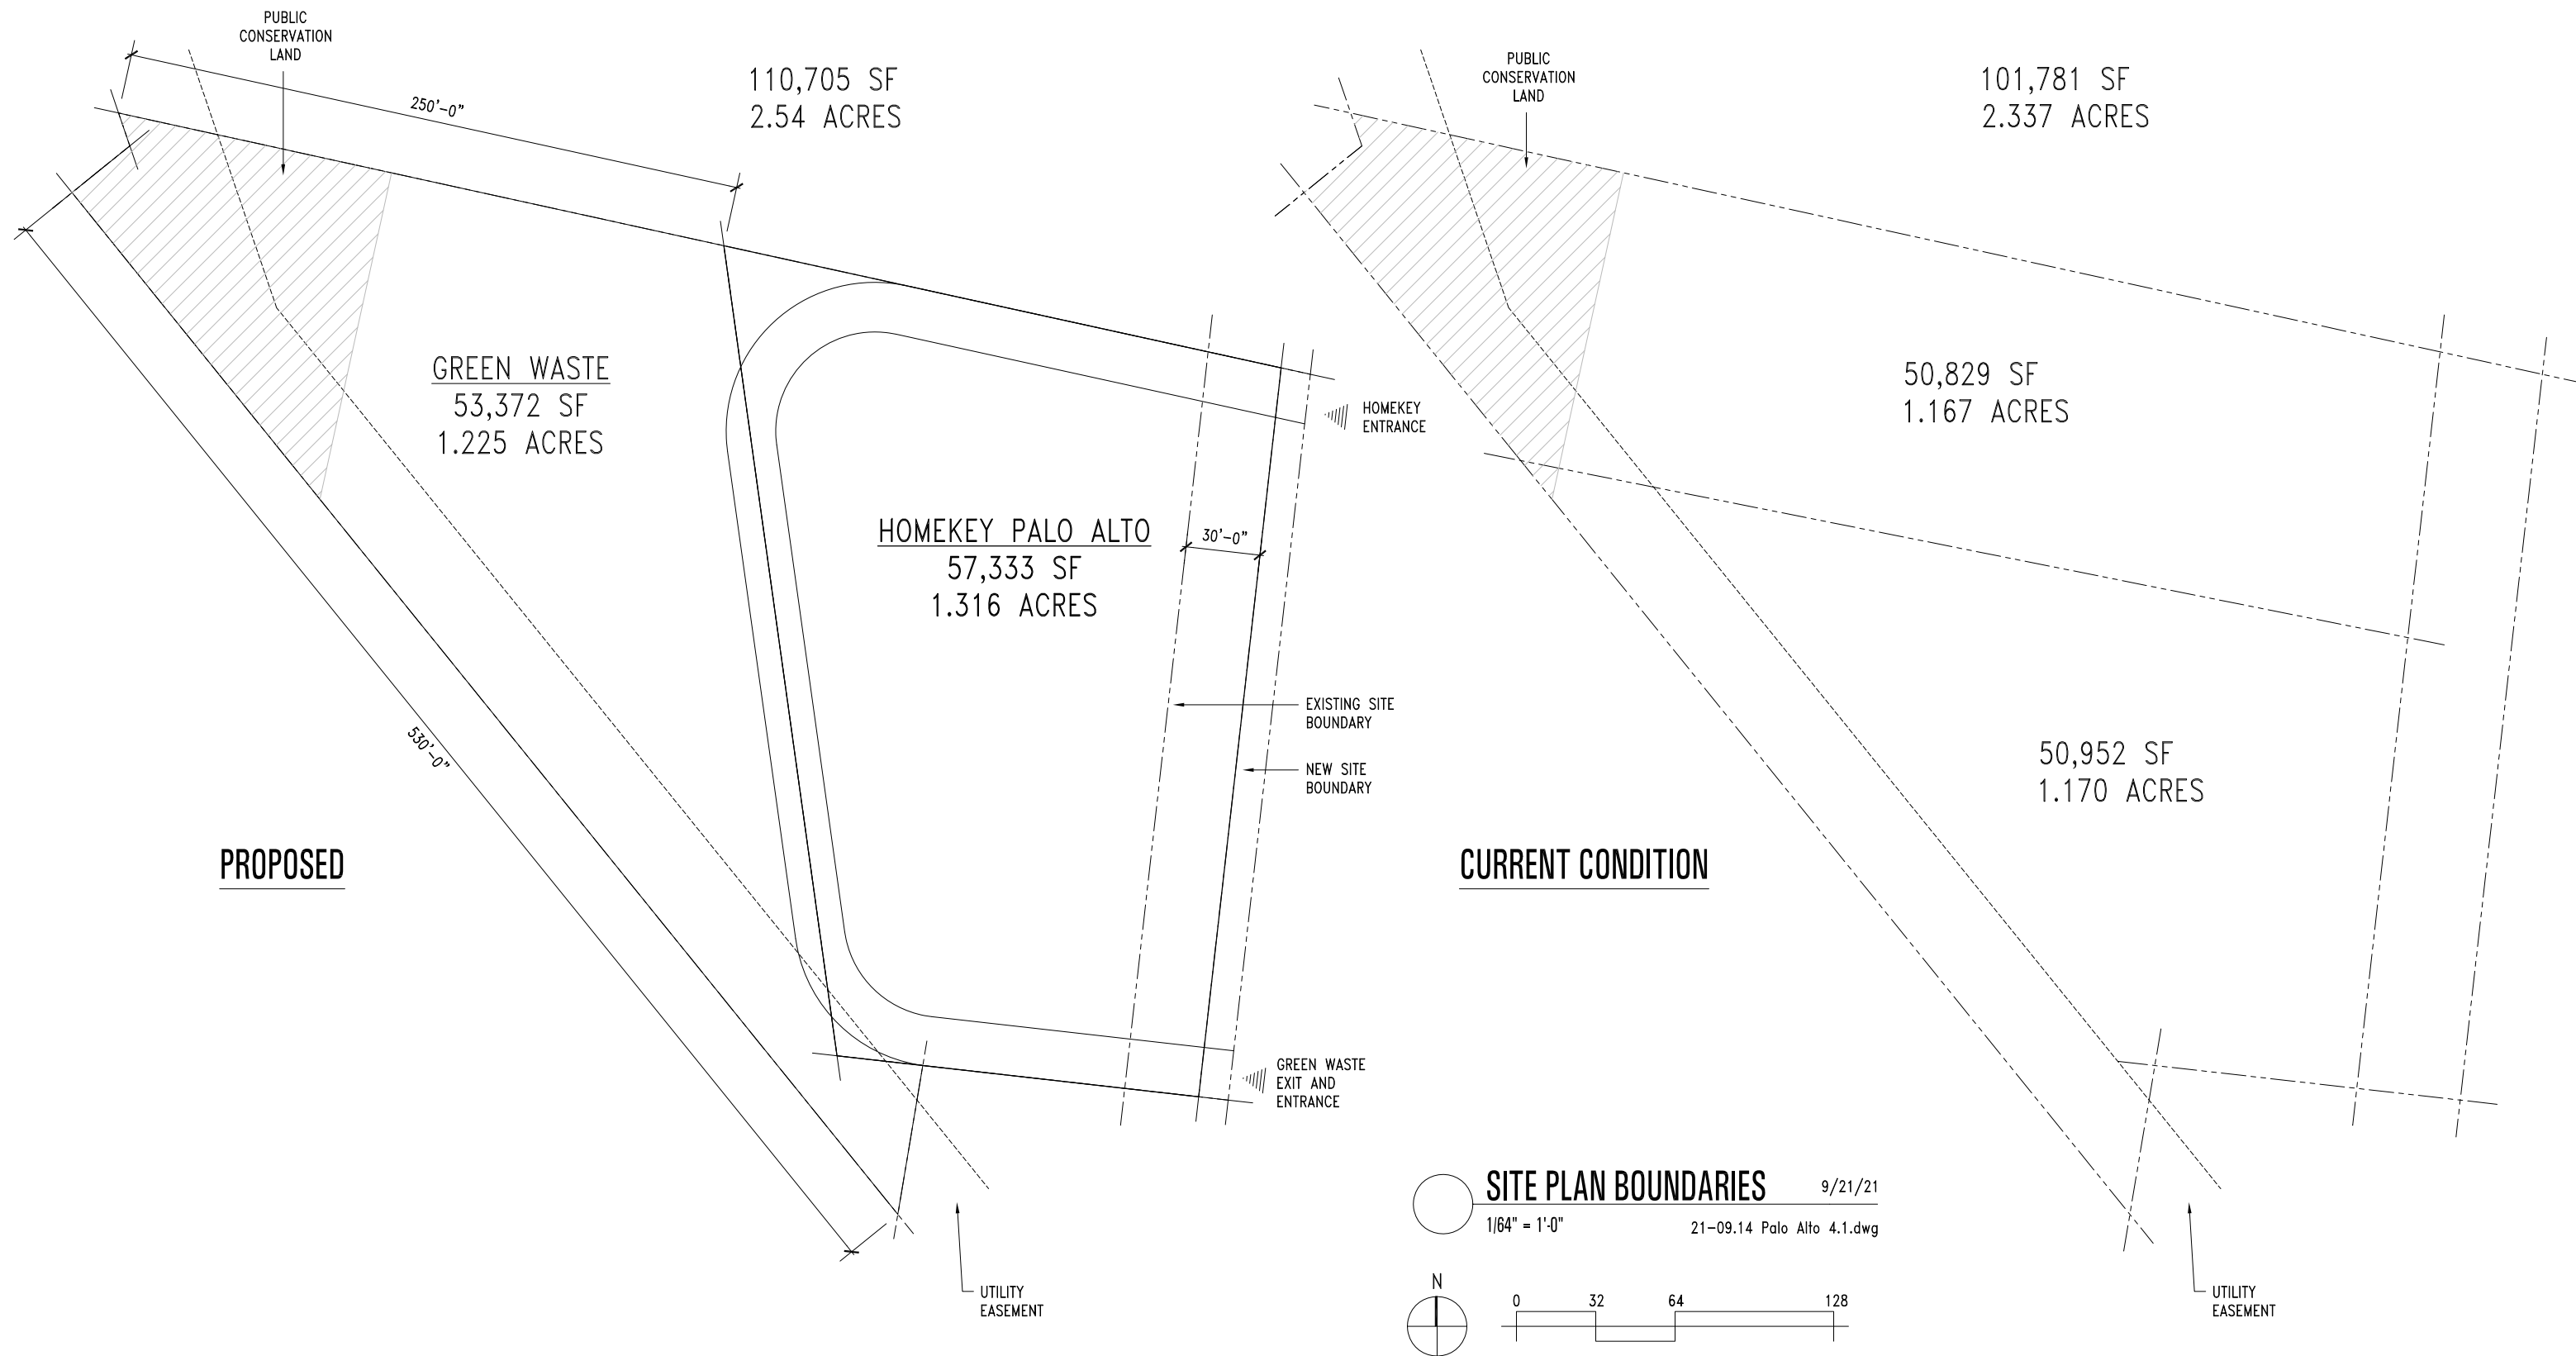 PUBLIC
CONSERVATION
LAND
250'-0"
110,705 SF
2.54 ACRES
GREEN WASTE
53,372 SF
1.225 ACRES
HOMEKEY
ENTRANCE
HOMEKEY PALO ALTO
57,333 SF
1.316 ACRES
30'-0"
EXISTING SITE
BOUNDARY
NEW SITE
BOUNDARY
530'-0"
PROPOSED
GREEN WASTE
EXIT AND
ENTRANCE
UTILITY
EASEMENT
PUBLIC
CONSERVATION
LAND
101,781 SF
2.337 ACRES
50,829 SF
1.167 ACRES
50,952 SF
1.170 ACRES
CURRENT CONDITION
UTILITY
EASEMENT
SITE PLAN BOUNDARIES 9/21/21
1/64" = 1'-0" 21-09.14 Palo Alto 4.1.dwg
N
0 32 64 128